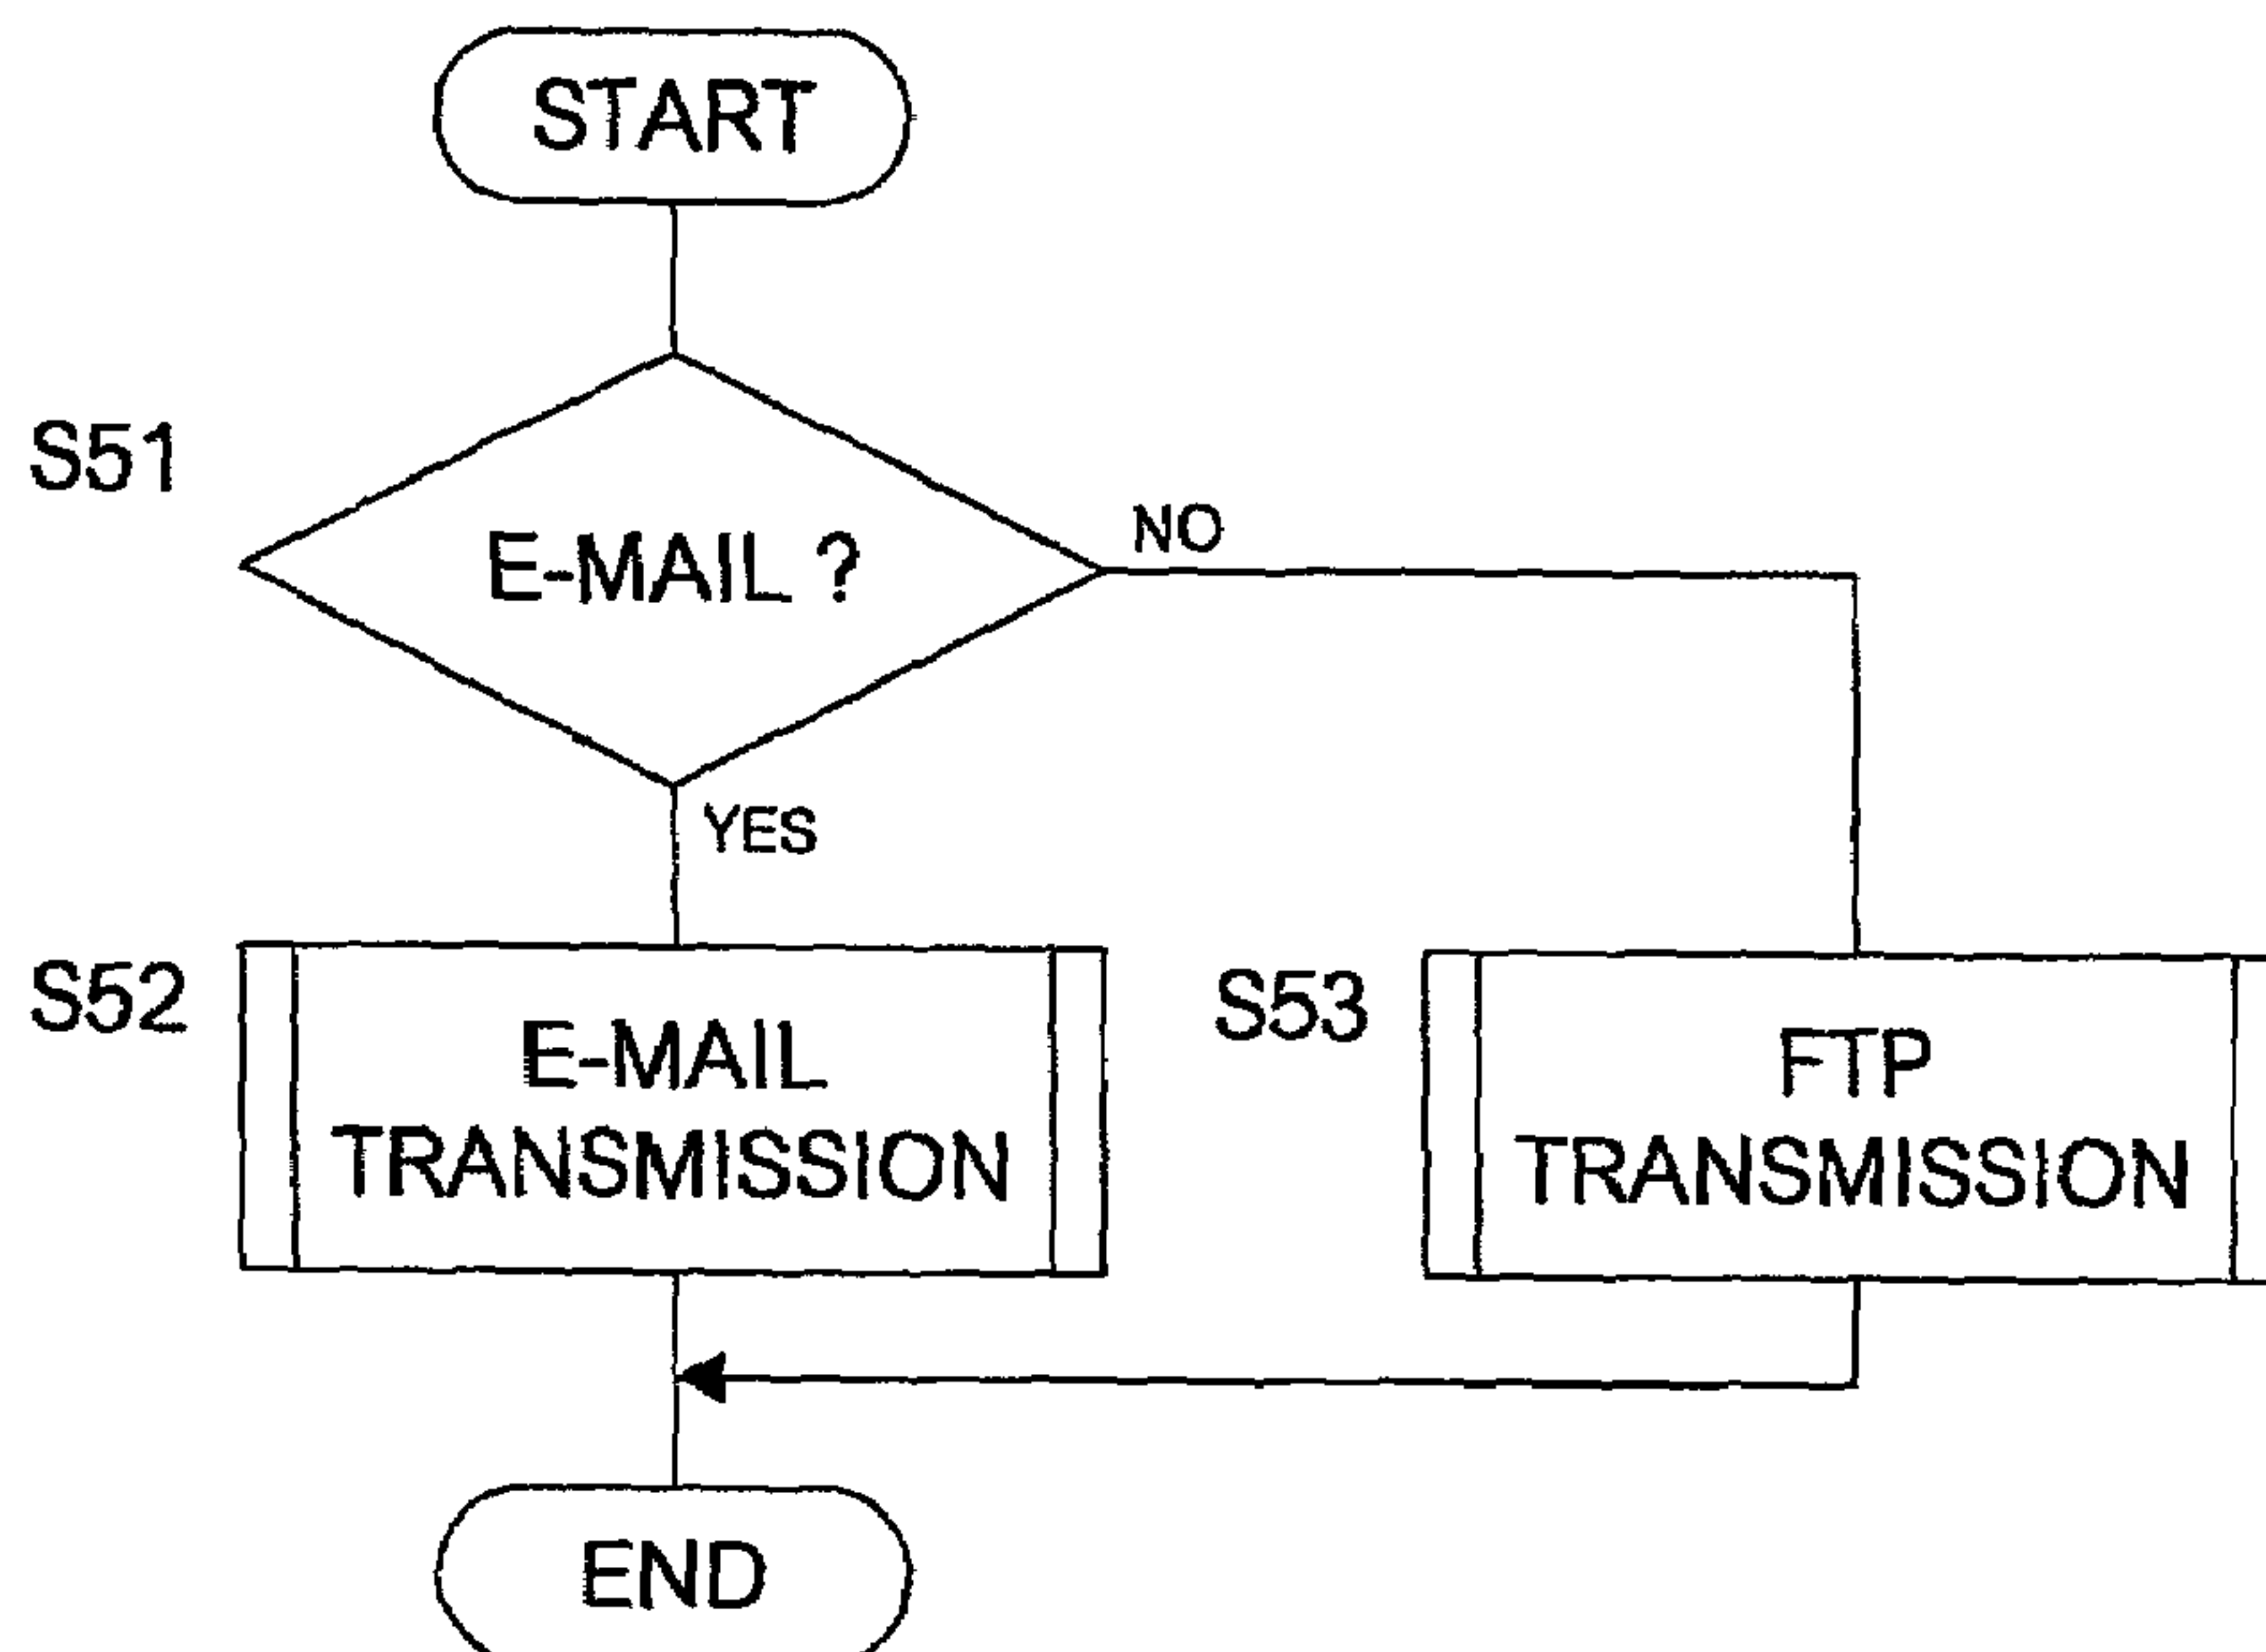 START
S51
E-MAIL ?
NO
YES
S52
E-MAIL
TRANSMISSION
S53
FTP
TRANSMISSION
END